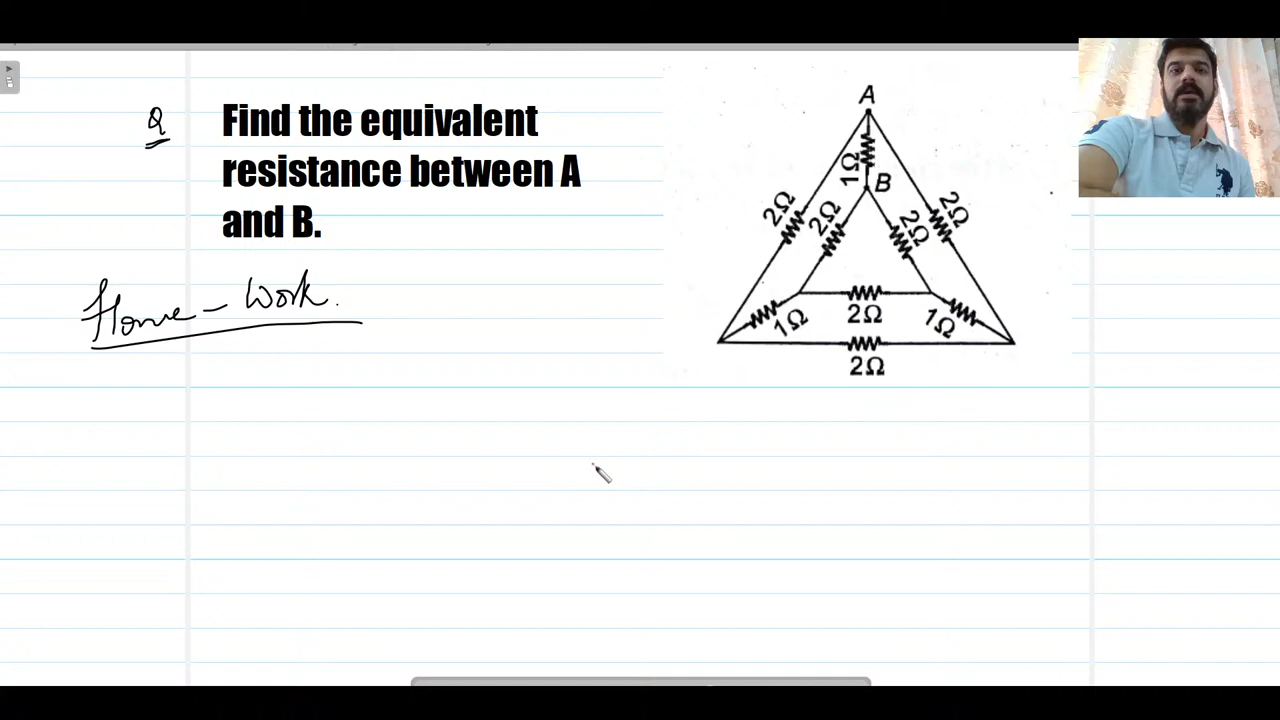 Q
Find the equivalent
resistance between A
and B.
Home - Work.
A
1Ω
B
2Ω
2Ω
2Ω
2Ω
1Ω
2Ω
1Ω
2Ω